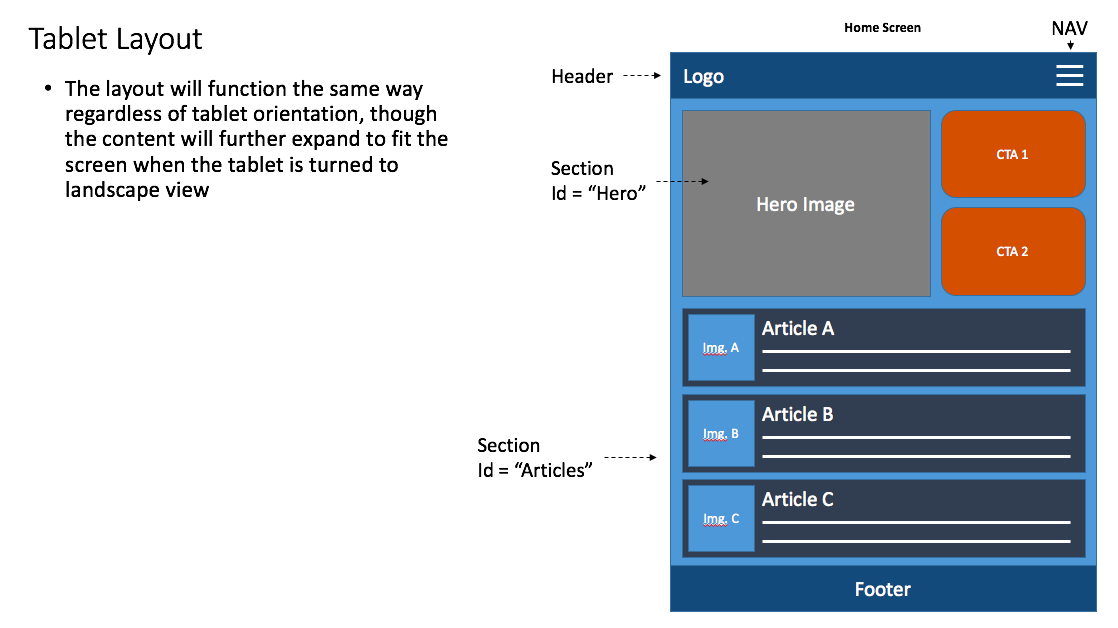 Tablet Layout
• The layout will function the same way
regardless of tablet orientation, though
the content will further expand to fit the
screen when the tablet is turned to
landscape view
Home Screen
NAV
Header
Logo
Section
Id = “Hero”
Hero Image
CTA 1
CTA 2
Img. A
Article A
Img. B
Article B
Section
Id = “Articles”
Img. C
Article C
Footer